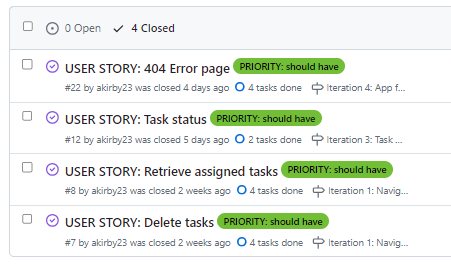 0 Open 4 Closed
USER STORY: 404 Error page PRIORITY: should have
#22 by akirby23 was closed 4 days ago 4 tasks done Iteration 4: App f...
USER STORY: Task status PRIORITY: should have
#12 by akirby23 was closed 5 days ago 2 tasks done Iteration 3: Task ...
USER STORY: Retrieve assigned tasks PRIORITY: should have
#8 by akirby23 was closed 2 weeks ago 4 tasks done Iteration 1: Navig...
USER STORY: Delete tasks PRIORITY: should have
#7 by akirby23 was closed 2 weeks ago 4 tasks done Iteration 1: Navig...